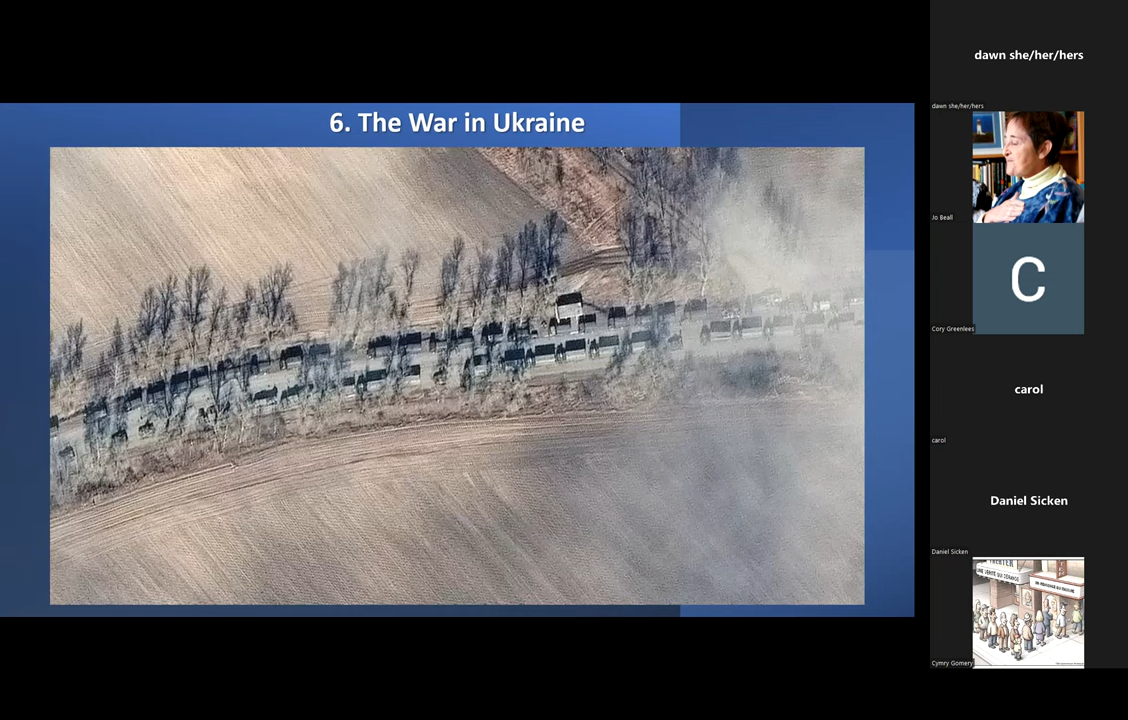 6. The War in Ukraine
dawn she/her/hers
dawn she/her/hers
Jo Beall
C
Cory Greenlees
carol
carol
Daniel Sicken
Daniel Sicken
Cymry Gomery